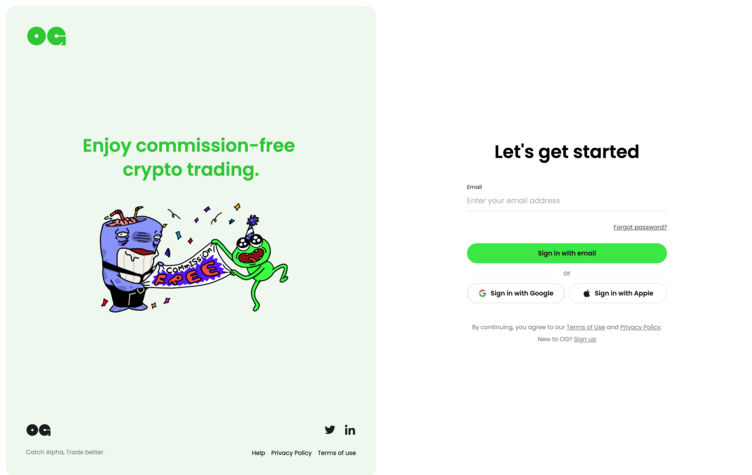 OG
Enjoy commission-free
crypto trading.
COMMISSION
FREE
OG
Catch Alpha, Trade better.
Help Privacy Policy Terms of use
Let's get started
Email
Enter your email address
Forgot password?
Sign in with email
or
Sign in with Google
Sign in with Apple
By continuing, you agree to our Terms of Use and Privacy Policy.
New to OG? Sign up